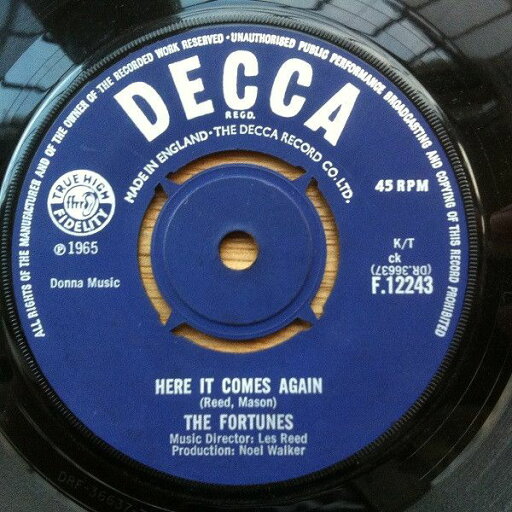 ALL RIGHTS OF THE MANUFACTURER AND OF THE OWNER OF THE RECORDED WORK RESERVED · UNAUTHORISED PUBLIC PERFORMANCE BROADCASTING AND COPYING OF THIS RECORD PROHIBITED
DECCA
REGD.
MADE IN ENGLAND · THE DECCA RECORD CO. LTD.
TRUE HIGH
ffrr
FIDELITY
45 RPM
℗ 1965
K/T
ck
(DR.36637)
Donna Music
F.12243
HERE IT COMES AGAIN
(Reed, Mason)
THE FORTUNES
Music Director: Les Reed
Production: Noel Walker